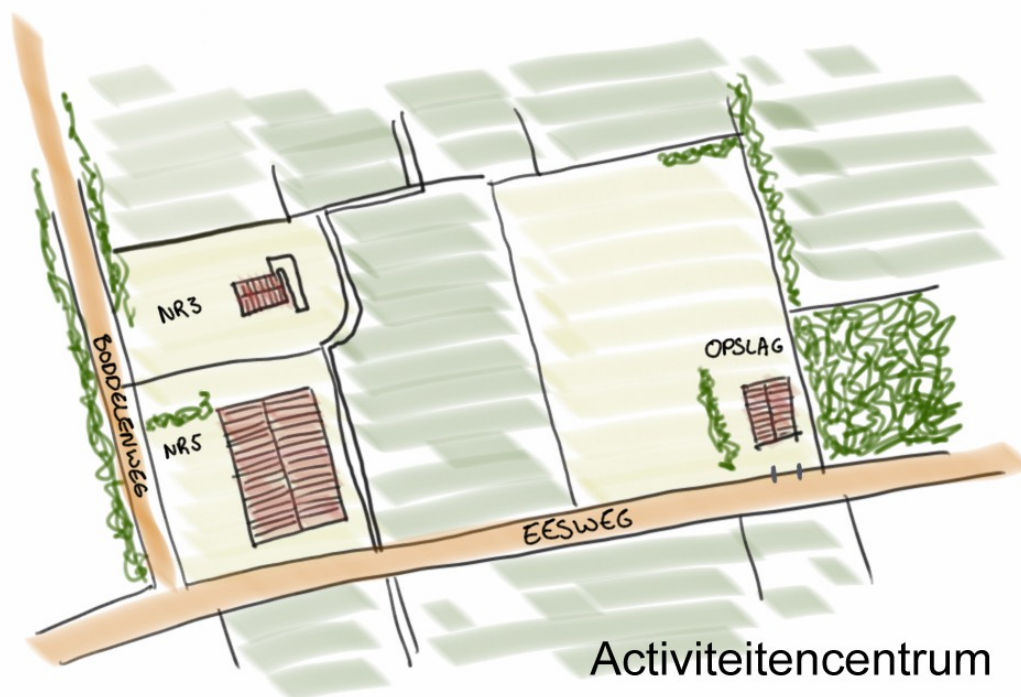 NR3
BODDELENWEG
OPSLAG
NR5
EESWEG
Activiteitencentrum